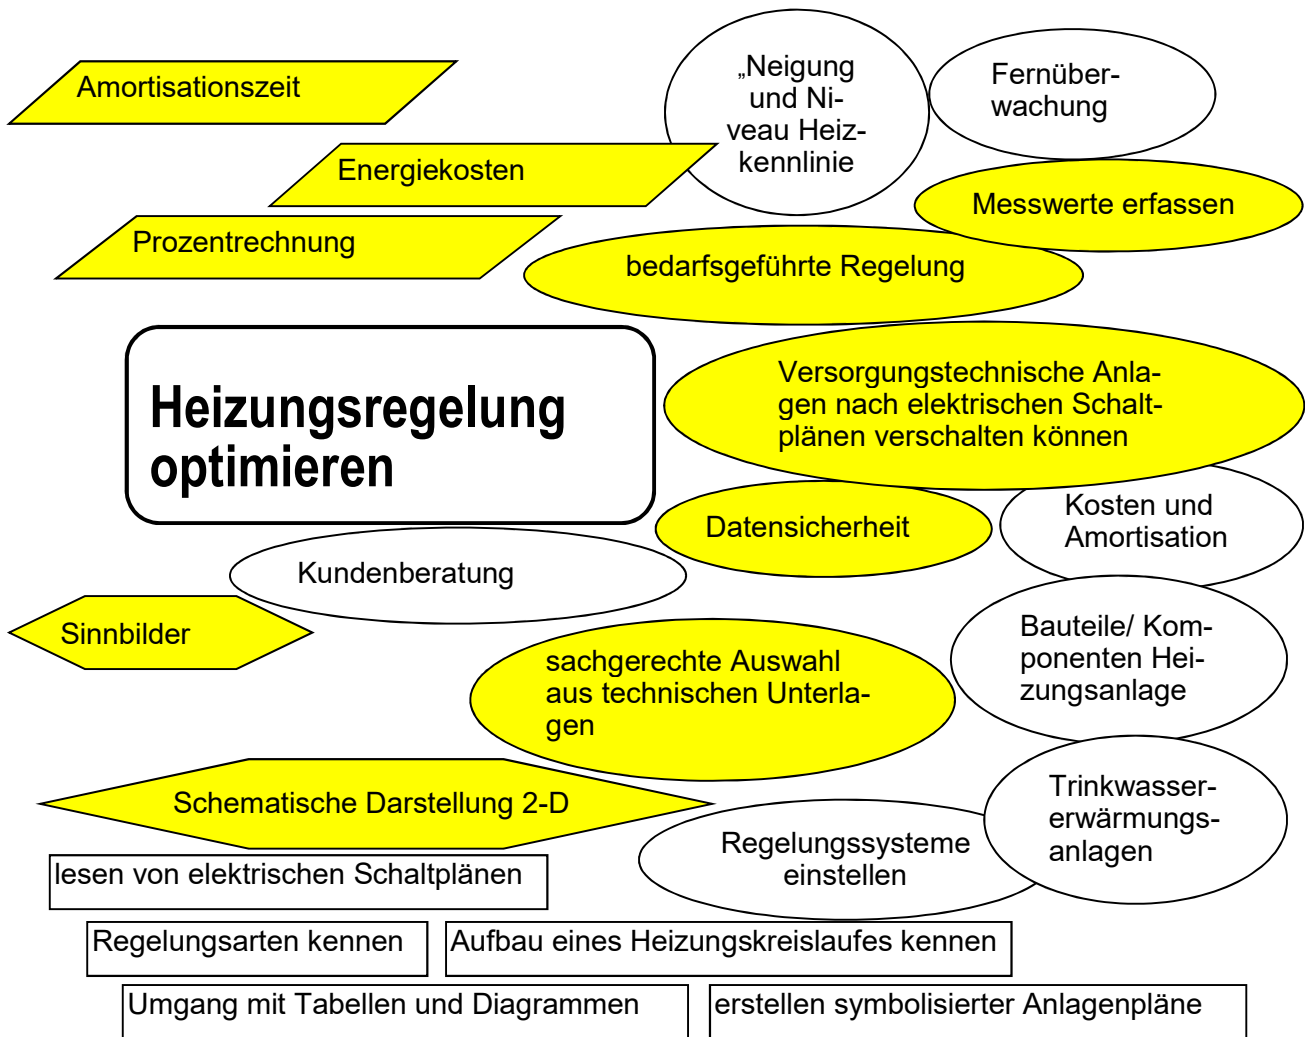 Amortisationszeit
Energiekosten
Prozentrechnung
„Neigung
und Ni-
veau Heiz-
kennlinie
Fernüber-
wachung
Messwerte erfassen
bedarfsgeführte Regelung
Heizungsregelung
optimieren
Versorgungstechnische Anla-
gen nach elektrischen Schalt-
plänen verschalten können
Datensicherheit
Kosten und
Amortisation
Kundenberatung
Sinnbilder
sachgerechte Auswahl
aus technischen Unterla-
gen
Bauteile/ Kom-
ponenten Hei-
zungsanlage
Schematische Darstellung 2-D
Trinkwasser-
erwärmungs-
anlagen
Regelungssysteme
einstellen
lesen von elektrischen Schaltplänen
Regelungsarten kennen
Aufbau eines Heizungskreislaufes kennen
Umgang mit Tabellen und Diagrammen
erstellen symbolisierter Anlagenpläne